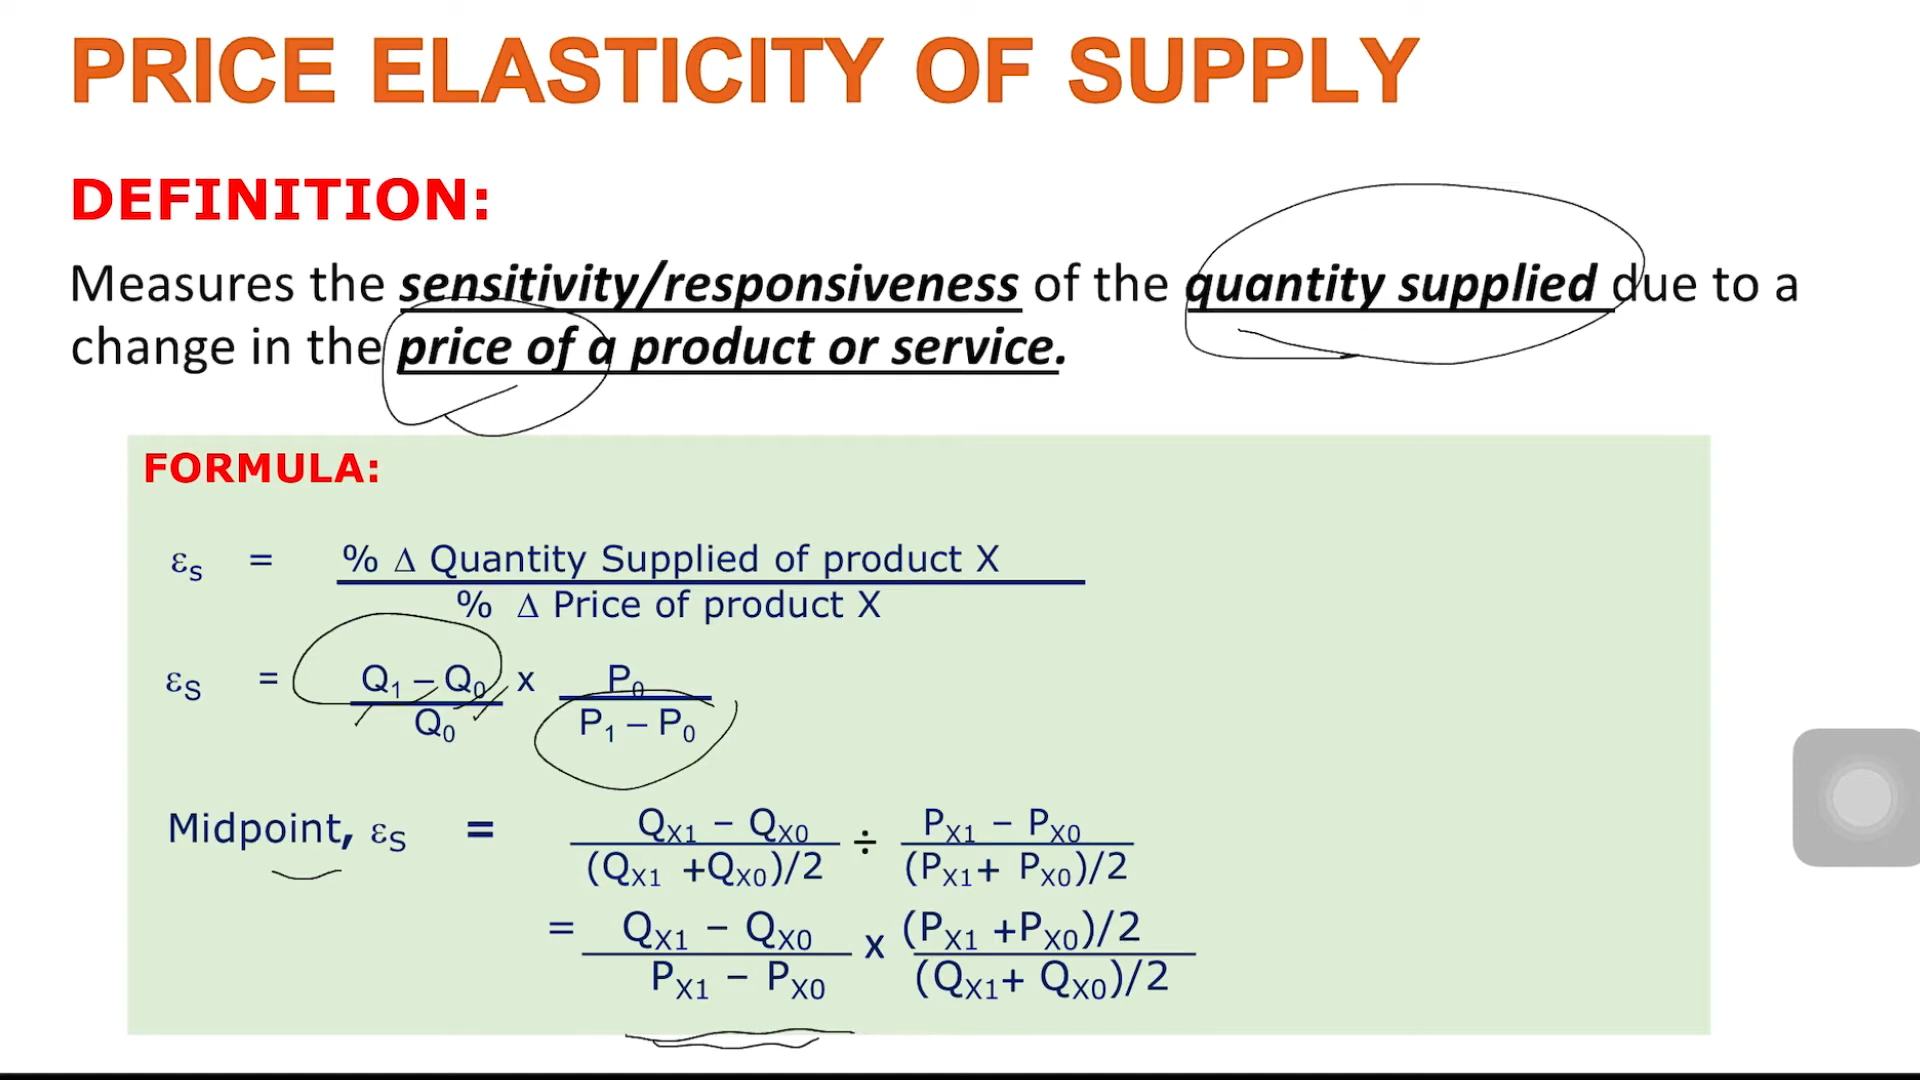 PRICE ELASTICITY OF SUPPLY
DEFINITION:
Measures the sensitivity/responsiveness of the quantity supplied due to a
change in the price of a product or service.
FORMULA:
εs = % Δ Quantity Supplied of product X
% Δ Price of product X
εS = Q1 – Q0 x P0
Q0 P1 – P0
Midpoint, εS = QX1 – QX0 ÷ PX1 – PX0
(QX1 +QX0)/2 (PX1+ PX0)/2
= QX1 – QX0 x (PX1 +PX0)/2
PX1 – PX0 (QX1+ QX0)/2